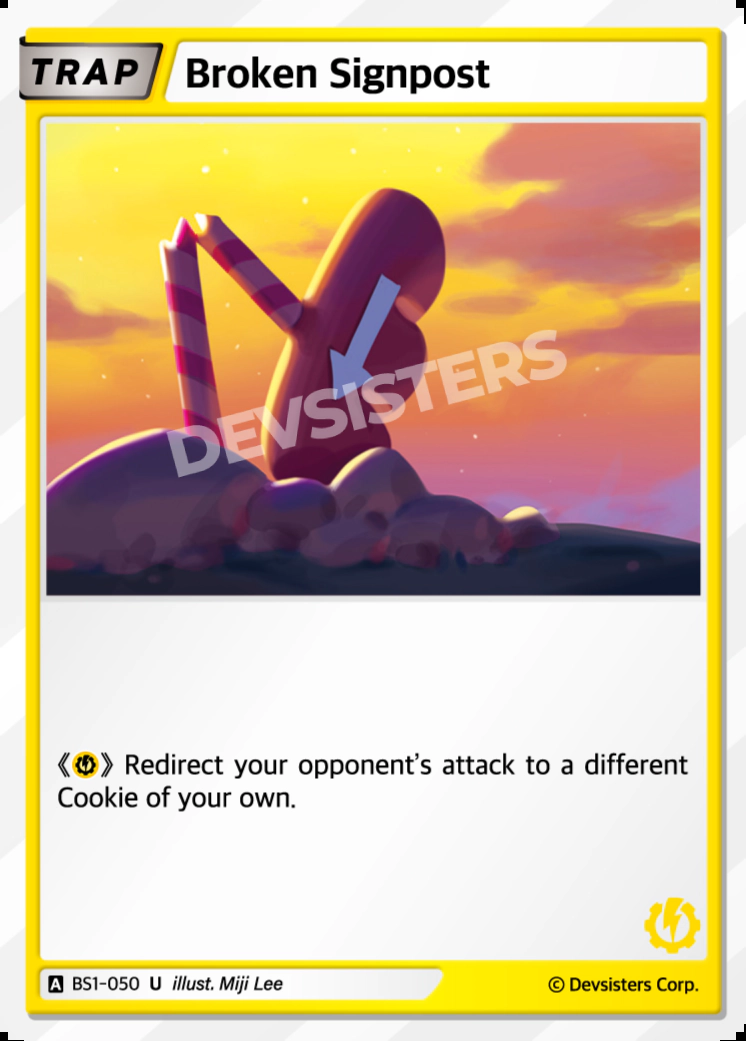 TRAP
Broken Signpost
DEVSISTERS
《》 Redirect your opponent's attack to a different
Cookie of your own.
A BS1-050 U illust. Miji Lee
© Devsisters Corp.